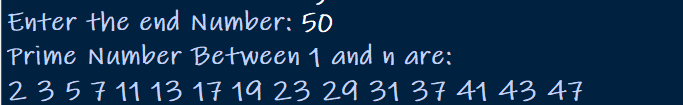 Enter the end Number: 50
Prime Number Between 1 and n are:
2 3 5 7 11 13 17 19 23 29 31 37 41 43 47